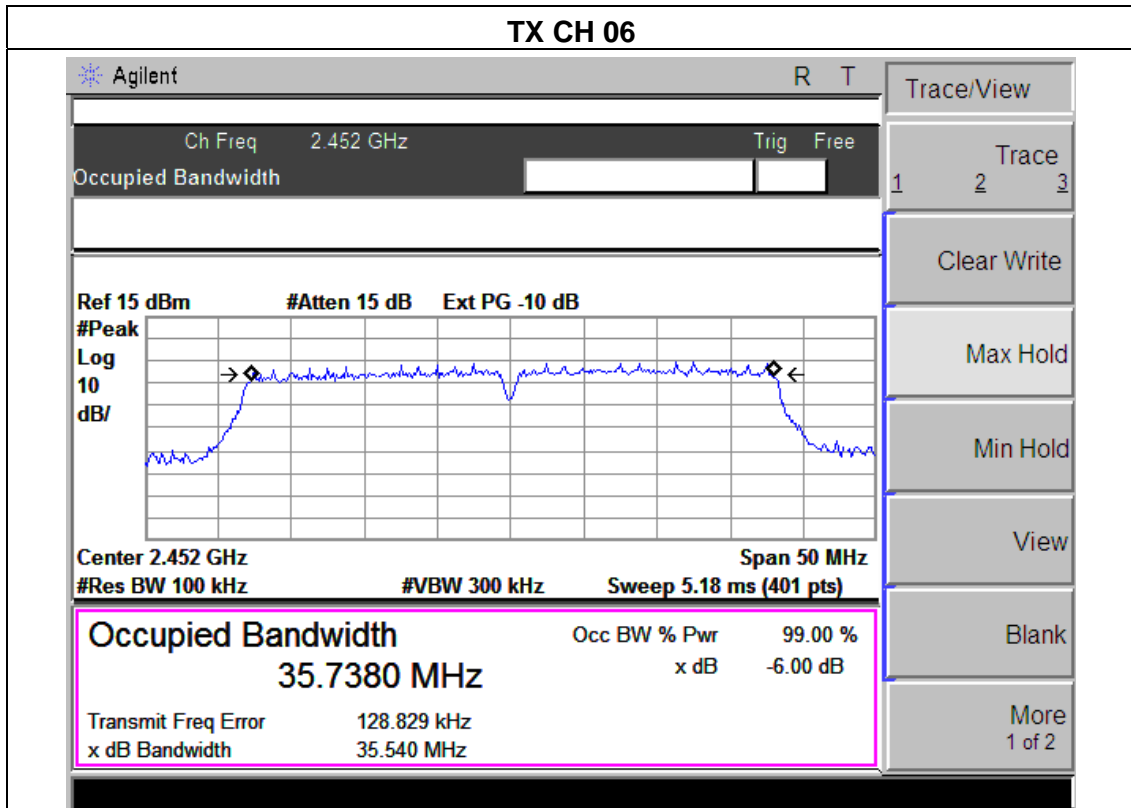 TX CH 06
Agilent R T
Ch Freq 2.452 GHz Trig Free
Occupied Bandwidth
Ref 15 dBm #Atten 15 dB Ext PG -10 dB
#Peak
Log
10
dB/
Center 2.452 GHz Span 50 MHz
#Res BW 100 kHz #VBW 300 kHz Sweep 5.18 ms (401 pts)
Occupied Bandwidth Occ BW % Pwr 99.00 %
35.7380 MHz x dB -6.00 dB
Transmit Freq Error 128.829 kHz
x dB Bandwidth 35.540 MHz
Trace/View
Trace
1 2 3
Clear Write
Max Hold
Min Hold
View
Blank
More
1 of 2